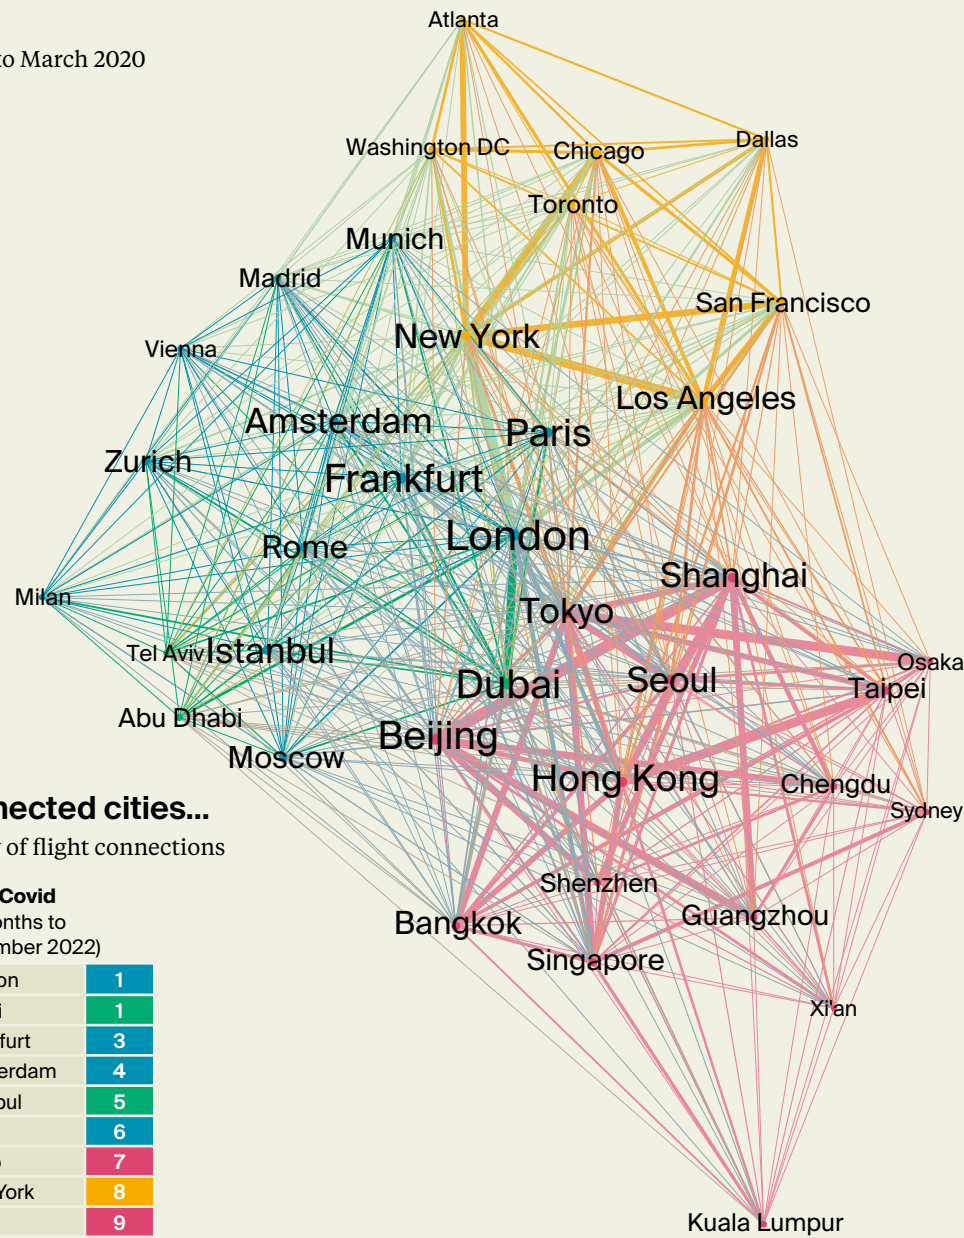 Atlanta
to March 2020
Washington DC
Chicago
Dallas
Toronto
Munich
Madrid
San Francisco
New York
Vienna
Los Angeles
Amsterdam
Paris
Zurich
Frankfurt
London
Rome
Shanghai
Milan
Tokyo
Tel Aviv
Istanbul
Osaka
Dubai
Seoul
Taipei
Abu Dhabi
Beijing
Moscow
Hong Kong
Chengdu
nected cities...
Sydney
of flight connections
Shenzhen
Covid
Bangkok
Guangzhou
onths to
mber 2022)
Singapore
on 1
i 1
Xi'an
furt 3
erdam 4
oul 5
6
7
York 8
9
Kuala Lumpur